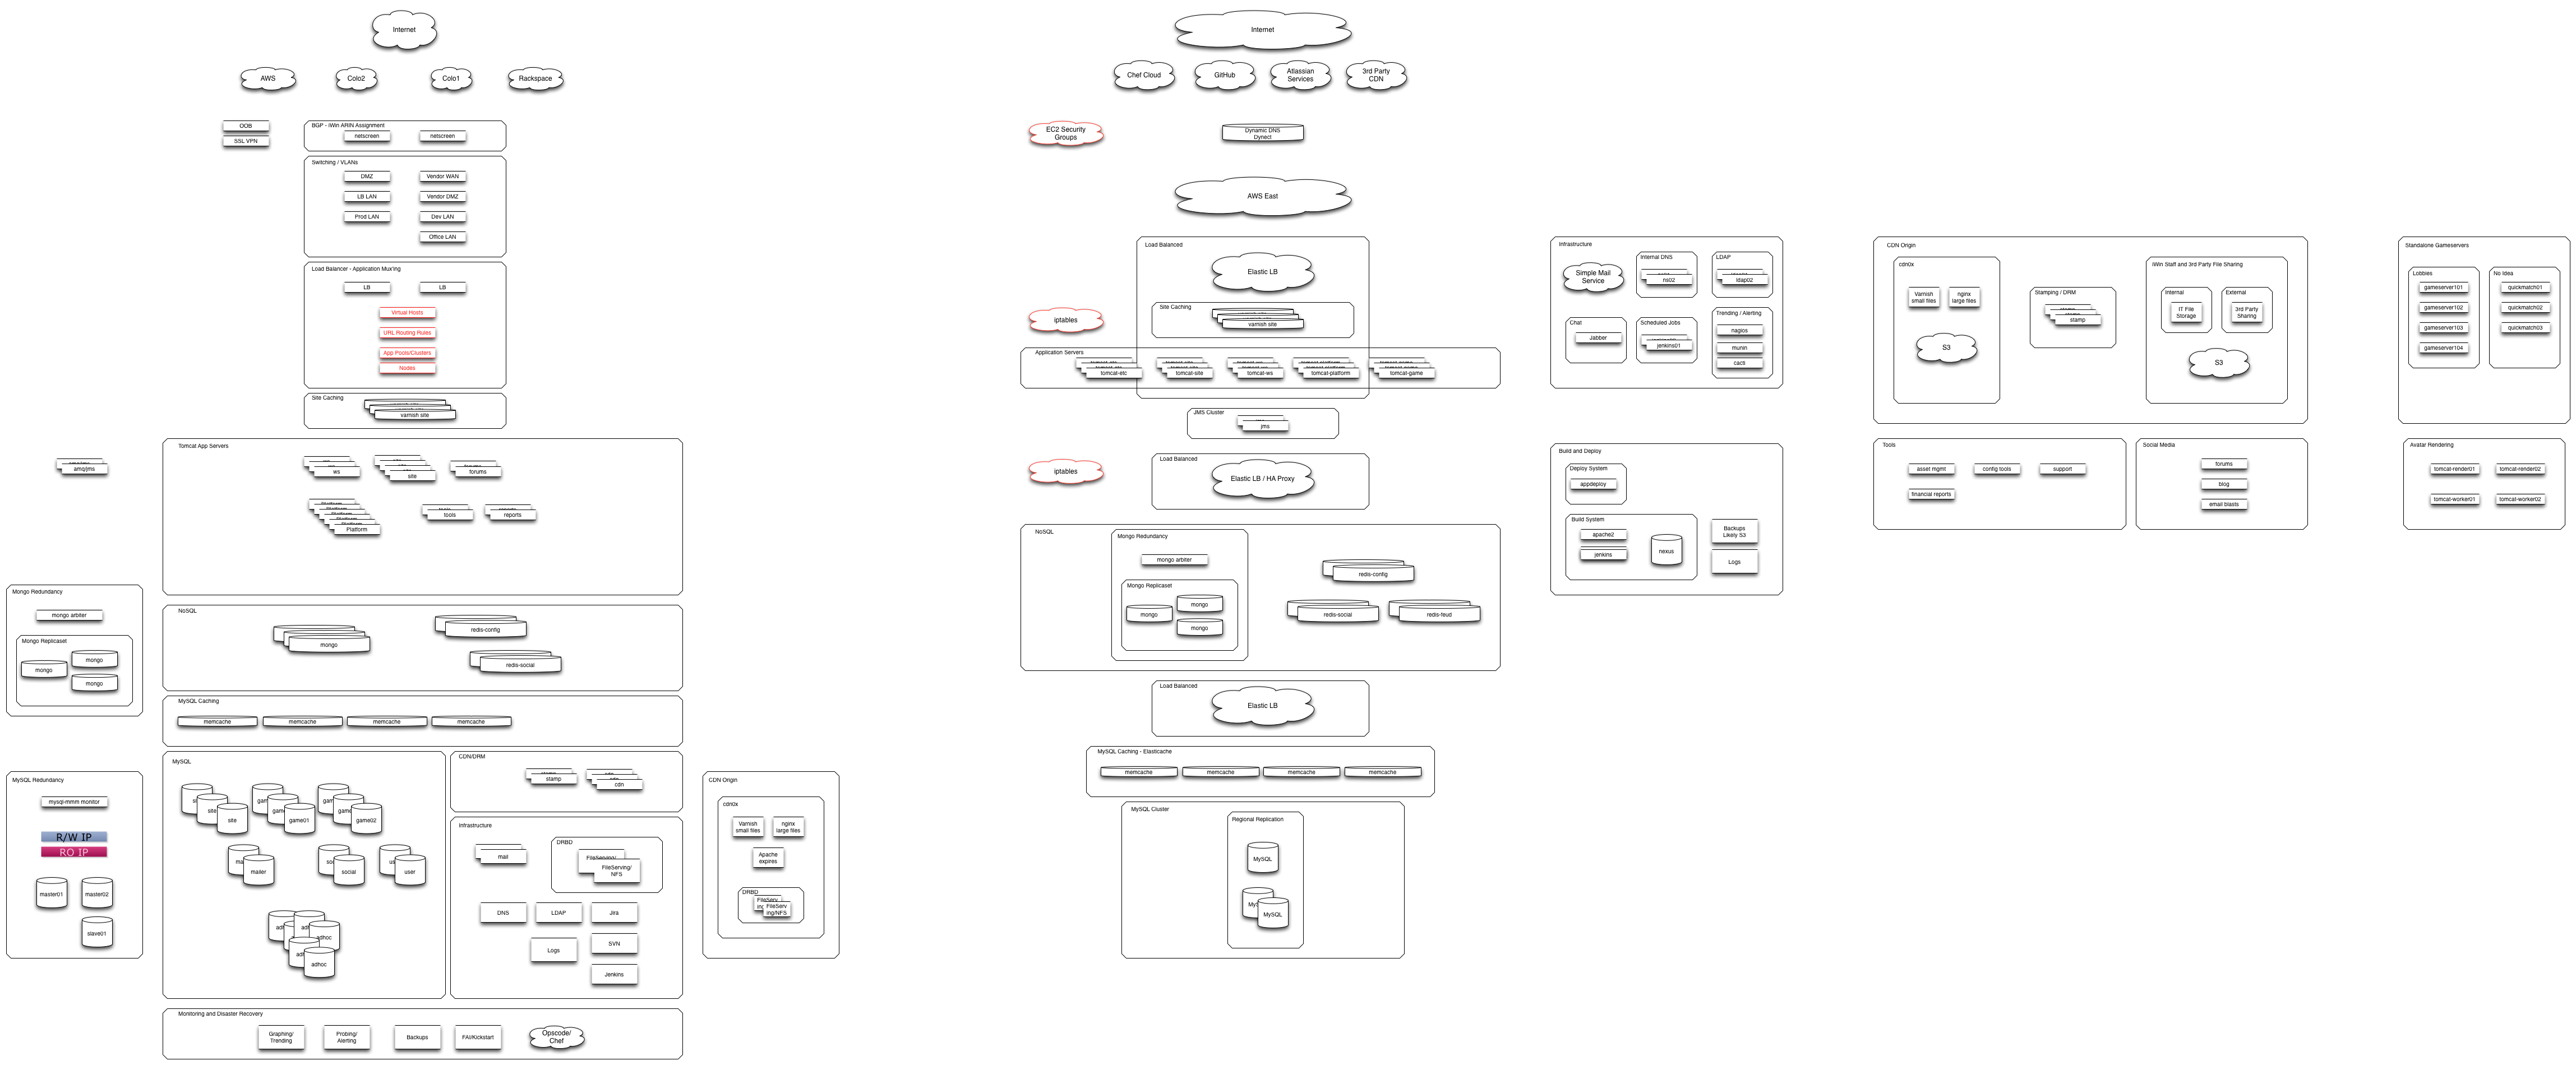 Internet
AWS
Colo2
Colo1
Rackspace
OOB
SSL VPN
BGP - iWin ARIN Assignment
netscreen
netscreen
Switching / VLANs
DMZ
Vendor WAN
LB LAN
Vendor DMZ
Prod LAN
Dev LAN
Office LAN
Load Balancer - Application Mux'ing
LB
LB
Virtual Hosts
URL Routing Rules
App Pools/Clusters
Nodes
Site Caching
varnish site
Tomcat App Servers
amq/jms
ws
site
forums
Platform
tools
reports
Mongo Redundancy
mongo arbiter
Mongo Replicaset
mongo
mongo
mongo
NoSQL
mongo
redis-config
redis-social
MySQL Caching
memcache
memcache
memcache
memcache
MySQL Redundancy
mysql-mmm monitor
R/W IP
RO IP
master01
master02
slave01
MySQL
site
site
game
game01
game
game02
mailer
social
user
adhoc
adhoc
CDN/DRM
stamp
cdn
Infrastructure
mail
DRBD
FileServing/
FileServing/
NFS
DNS
LDAP
Jira
Logs
SVN
Jenkins
CDN Origin
cdn0x
Varnish
small files
nginx
large files
Apache
expires
DRBD
FileServ
FileServ
ing/NFS
Monitoring and Disaster Recovery
Graphing/
Trending
Probing/
Alerting
Backups
FAI/Kickstart
Opscode/
Chef
Internet
Chef Cloud
GitHub
Atlassian
Services
3rd Party
CDN
EC2 Security
Groups
Dynamic DNS
Dynect
AWS East
Load Balanced
Elastic LB
Site Caching
varnish site
iptables
Application Servers
tomcat-etc
tomcat-site
tomcat-ws
tomcat-platform
tomcat-game
JMS Cluster
jms
iptables
Load Balanced
Elastic LB / HA Proxy
NoSQL
Mongo Redundancy
mongo arbiter
Mongo Replicaset
mongo
mongo
mongo
redis-config
redis-social
redis-feud
Load Balanced
Elastic LB
MySQL Caching - Elasticache
memcache
memcache
memcache
memcache
MySQL Cluster
Regional Replication
MySQL
MySQL
Infrastructure
Simple Mail
Service
Internal DNS
ns02
LDAP
ldap02
Chat
Jabber
Scheduled Jobs
jenkins01
Trending / Alerting
nagios
munin
cacti
Build and Deploy
Deploy System
appdeploy
Build System
apache2
jenkins
nexus
Backups
Likely S3
Logs
CDN Origin
cdn0x
Varnish
small files
nginx
large files
S3
Stamping / DRM
stamp
iWin Staff and 3rd Party File Sharing
Internal
IT File
Storage
External
3rd Party
Sharing
S3
Tools
asset mgmt
config tools
support
financial reports
Social Media
forums
blog
email blasts
Standalone Gameservers
Lobbies
gameserver101
gameserver102
gameserver103
gameserver104
No Idea
quickmatch01
quickmatch02
quickmatch03
Avatar Rendering
tomcat-render01
tomcat-render02
tomcat-worker01
tomcat-worker02